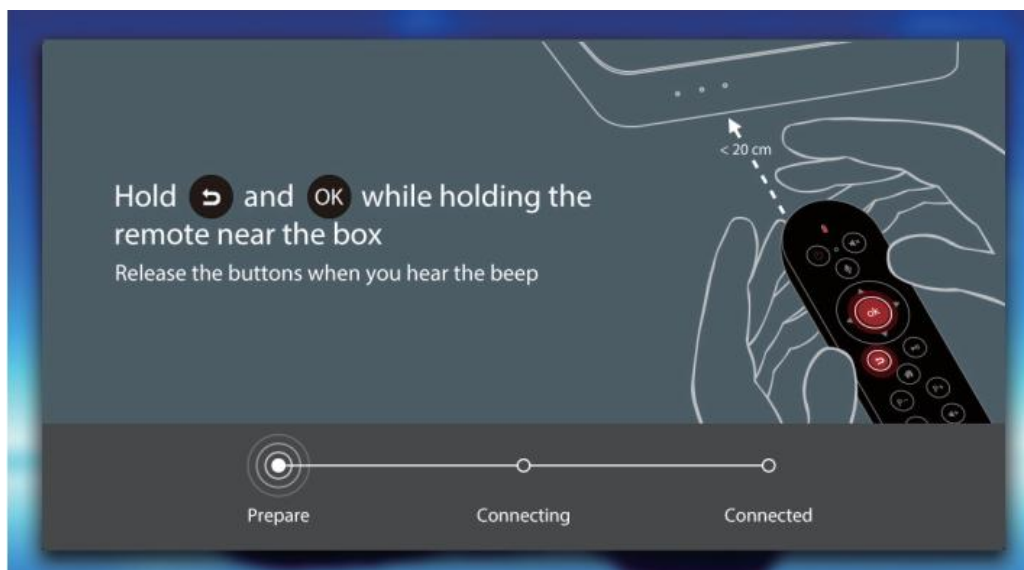 < 20 cm
Hold and OK while holding the
remote near the box
Release the buttons when you hear the beep
ok
Prepare
Connecting
Connected